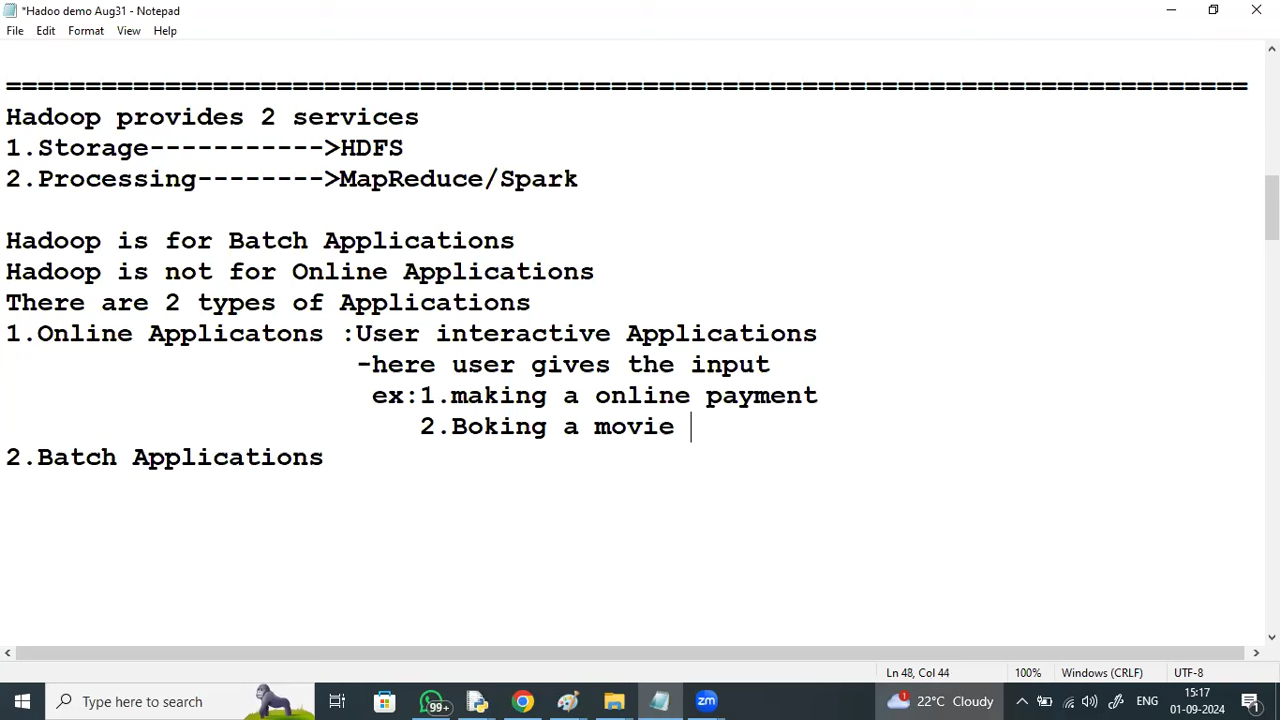 *Hadoo demo Aug31 - Notepad
File Edit Format View Help
==============================================================================
Hadoop provides 2 services
1.Storage----------->HDFS
2.Processing-------->MapReduce/Spark
Hadoop is for Batch Applications
Hadoop is not for Online Applications
There are 2 types of Applications
1.Online Applicatons :User interactive Applications
-here user gives the input
ex:1.making a online payment
2.Boking a movie
2.Batch Applications
Ln 48, Col 44 100% Windows (CRLF) UTF-8
Type here to search 99+ zm 1 22°C Cloudy ENG 15:17 01-09-2024 1